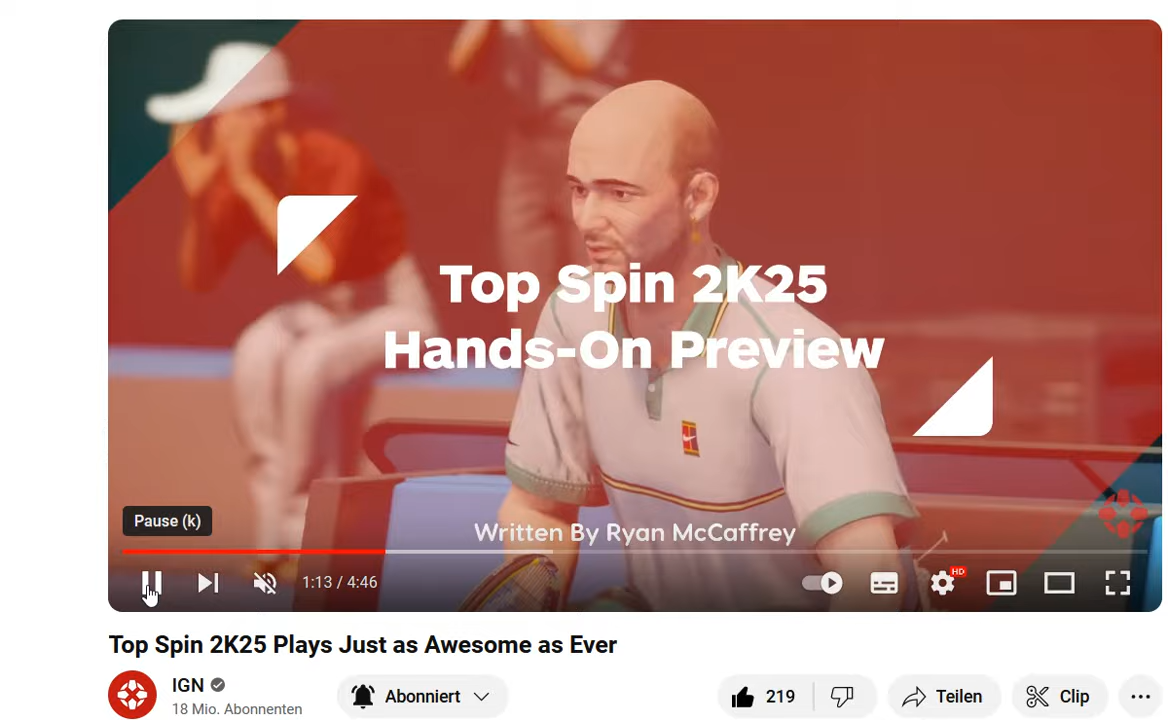 Top Spin 2K25
Hands-On Preview
Pause (k)
Written By Ryan McCaffrey
1:13 / 4:46
HD
Top Spin 2K25 Plays Just as Awesome as Ever
IGN
18 Mio. Abonnenten
Abonniert
219
Teilen
Clip